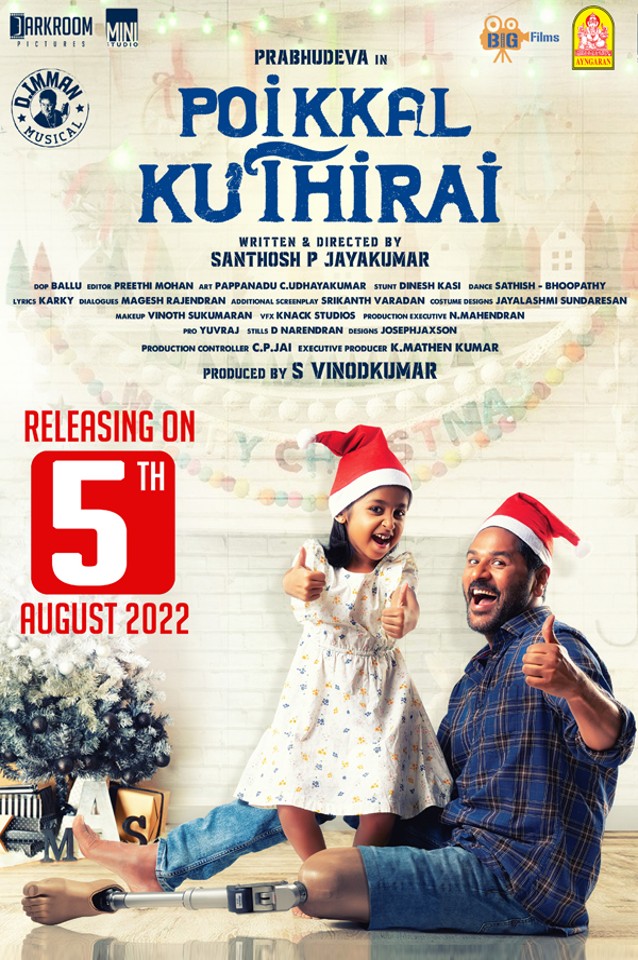 DARKROOM
PICTURES
MINI
STUDIO
BIG Films
AYNGARAN
D.IMMAN
MUSICAL
PRABHUDEVA IN
POIKKAL
KUTHIRAI
WRITTEN & DIRECTED BY
SANTHOSH P JAYAKUMAR
DOP BALLU EDITOR PREETHI MOHAN ART PAPPANADU C.UDHAYAKUMAR STUNT DINESH KASI DANCE SATHISH - BHOOPATHY
LYRICS KARKY DIALOGUES MAGESH RAJENDRAN ADDITIONAL SCREENPLAY SRIKANTH VARADAN COSTUME DESIGNS JAYALASHMI SUNDARESAN
MAKEUP VINOTH SUKUMARAN VFX KNACK STUDIOS PRODUCTION EXECUTIVE N.MAHENDRAN
PRO YUVRAJ STILLS D NARENDRAN DESIGNS JOSEPHJAXSON
PRODUCTION CONTROLLER C.P.JAI EXECUTIVE PRODUCER K.MATHEN KUMAR
PRODUCED BY S VINODKUMAR
MERRY CHRISTMAS
RELEASING ON
5TH
AUGUST 2022
M A S